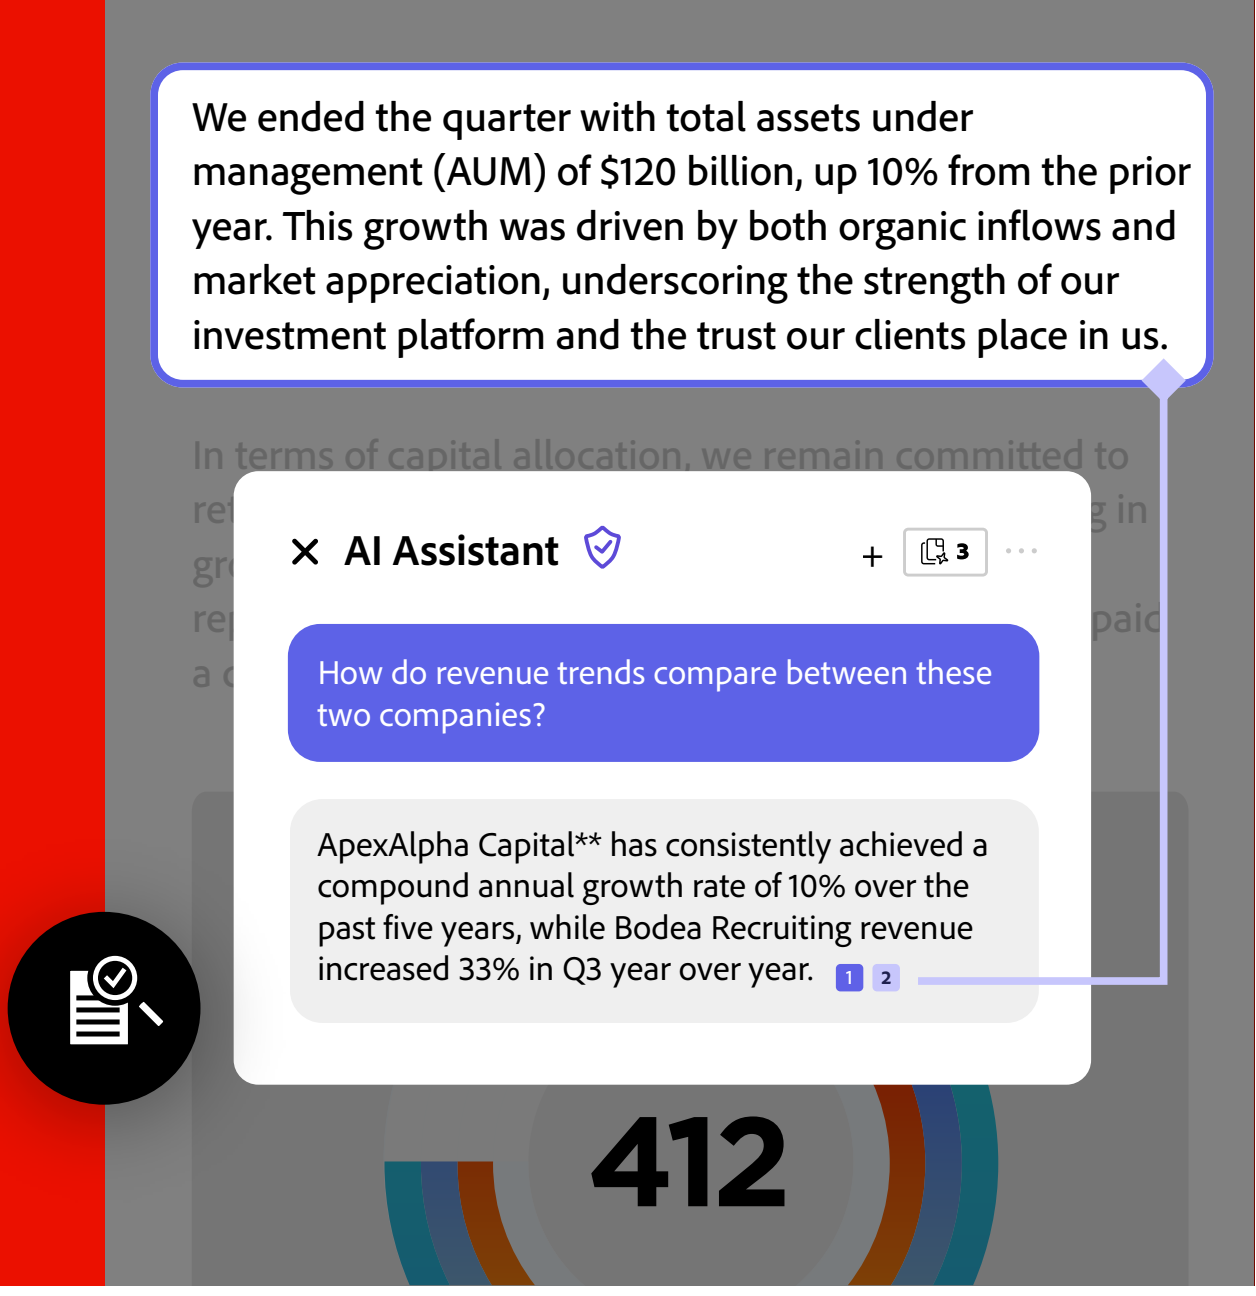 We ended the quarter with total assets under
management (AUM) of $120 billion, up 10% from the prior
year. This growth was driven by both organic inflows and
market appreciation, underscoring the strength of our
investment platform and the trust our clients place in us.
In terms of capital allocation, we remain committed to
in
paid
a
AI Assistant
+ 3 ...
How do revenue trends compare between these
two companies?
ApexAlpha Capital** has consistently achieved a
compound annual growth rate of 10% over the
past five years, while Bodea Recruiting revenue
increased 33% in Q3 year over year. 1 2
412